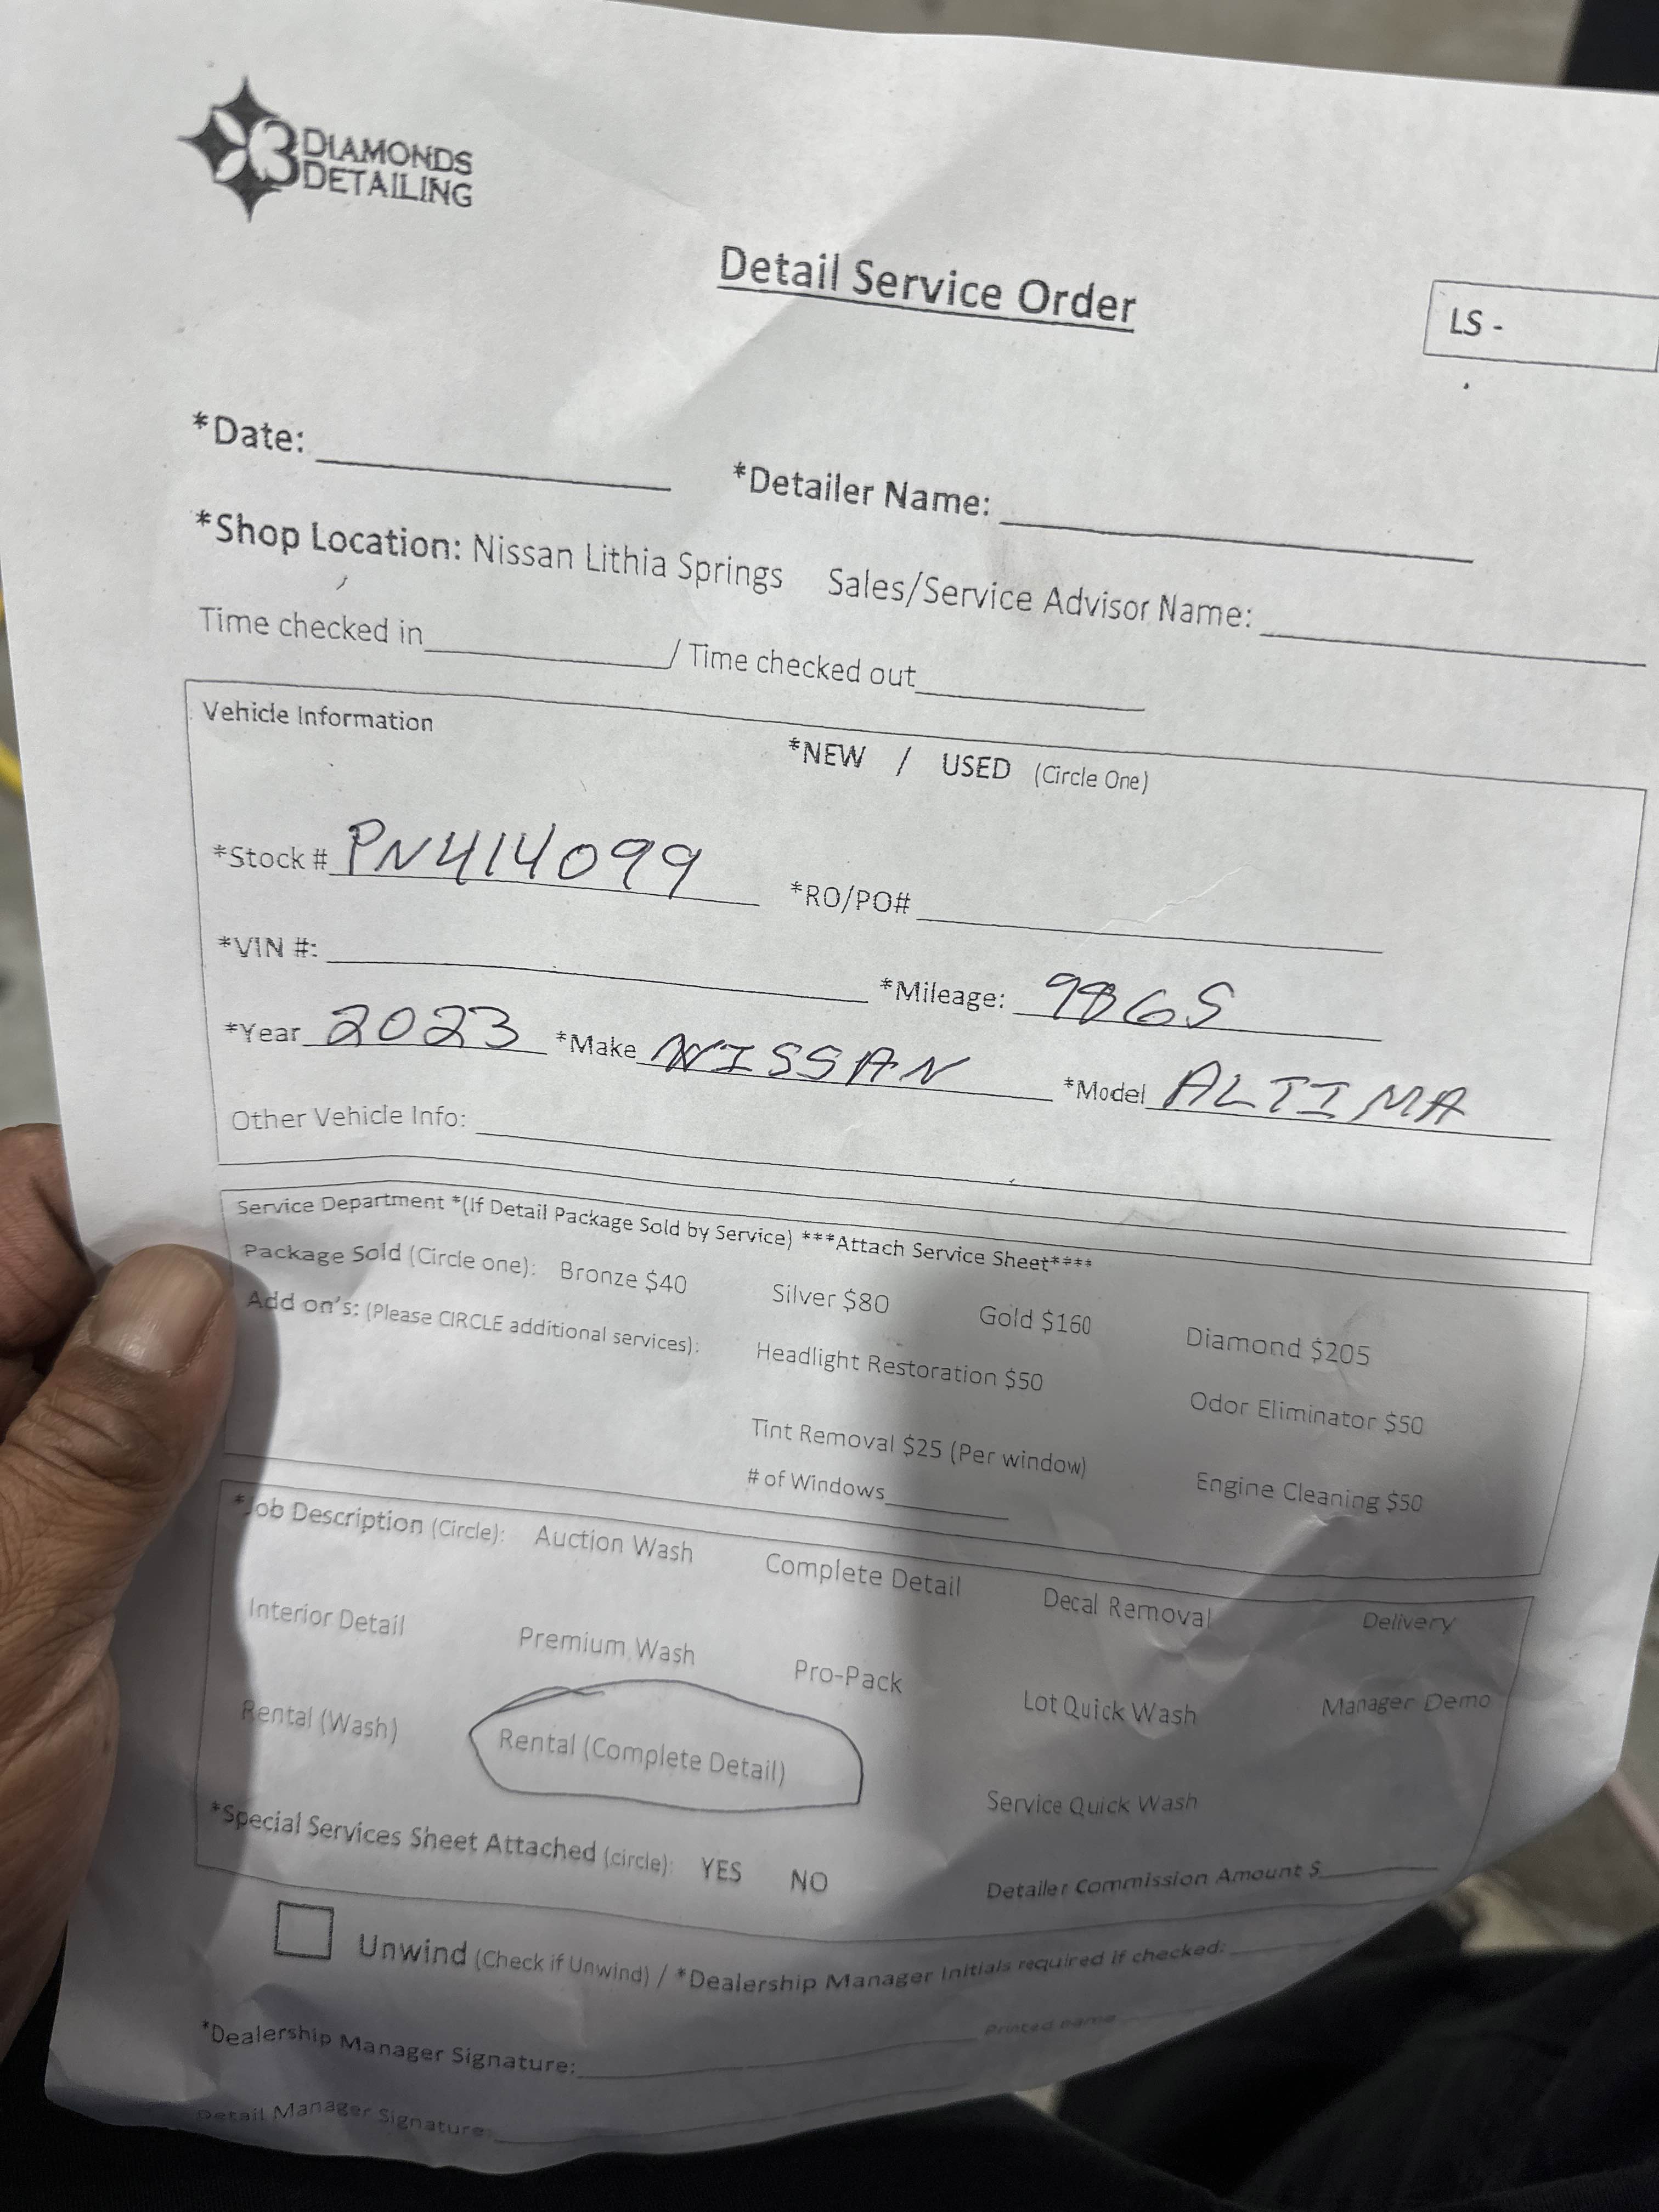 3 DIAMONDS
DETAILING
Detail Service Order
LS -
*Date: *Detailer Name:
*Shop Location: Nissan Lithia Springs Sales/Service Advisor Name:
Time checked in / Time checked out
Vehicle Information
*NEW / USED (Circle One)
*Stock # PN414099 *RO/PO#
*VIN #: *Mileage: 9865
*Year 2023 *Make NISSAN *Model ALTIMA
Other Vehicle Info:
Service Department *(If Detail Package Sold by Service) ***Attach Service Sheet****
Package Sold (Circle one): Bronze $40 Silver $80 Gold $160 Diamond $205
Add on's: (Please CIRCLE additional services): Headlight Restoration $50 Odor Eliminator $50
Tint Removal $25 (Per window) Engine Cleaning $50
# of Windows
*Job Description (Circle): Auction Wash Complete Detail Decal Removal Delivery
Interior Detail Premium Wash Pro-Pack Lot Quick Wash Manager Demo
Rental (Wash) Rental (Complete Detail) Service Quick Wash
*Special Services Sheet Attached (circle): YES NO Detailer Commission Amount $
Unwind (Check if Unwind) / *Dealership Manager Initials required if checked:
*Dealership Manager Signature: Printed name
Detail Manager Signature: